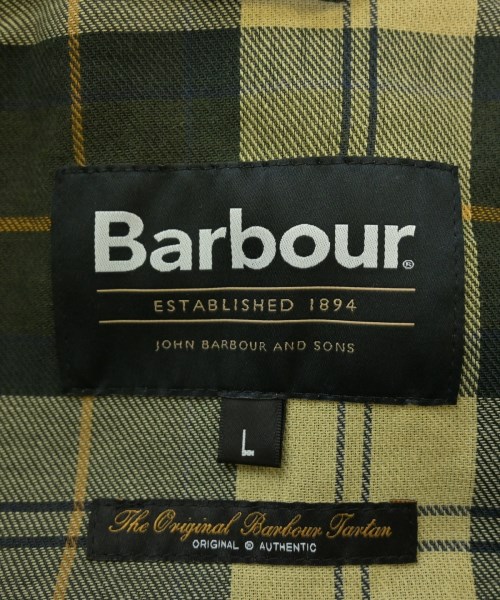 Barbour®
ESTABLISHED 1894
JOHN BARBOUR AND SONS
L
The Original Barbour Tartan
ORIGINAL ® AUTHENTIC